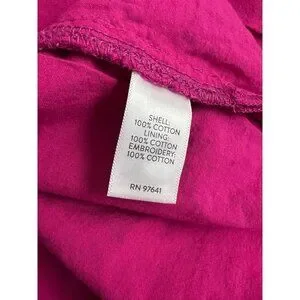 SHELL:
100% COTTON
LINING:
100% COTTON
EMBROIDERY:
100% COTTON
RN 97641